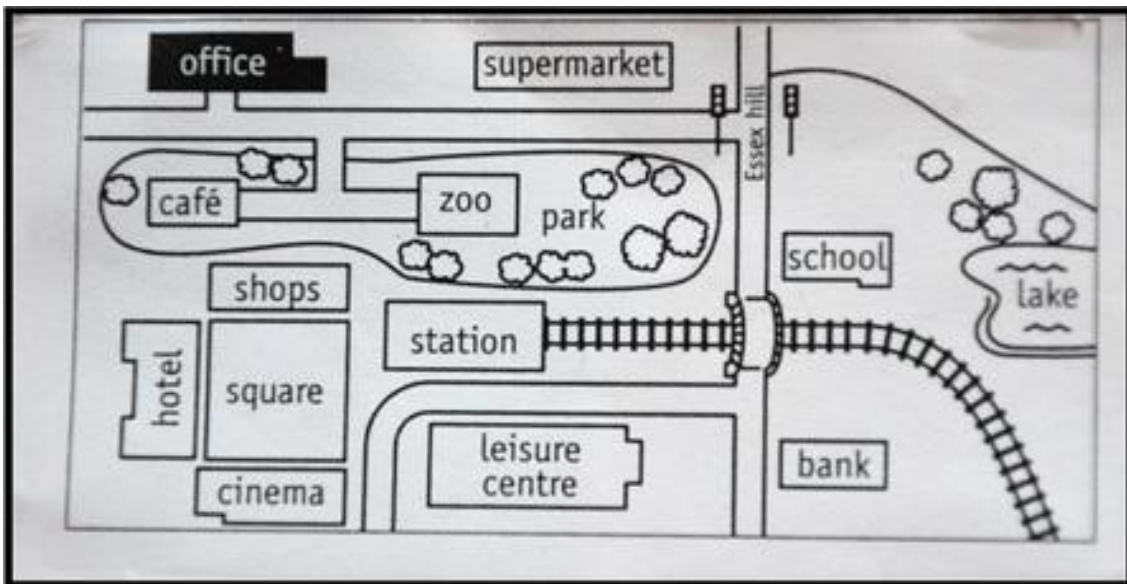 office
supermarket
Essex hill
café
zoo
park
school
shops
lake
station
hotel
square
leisure
centre
bank
cinema